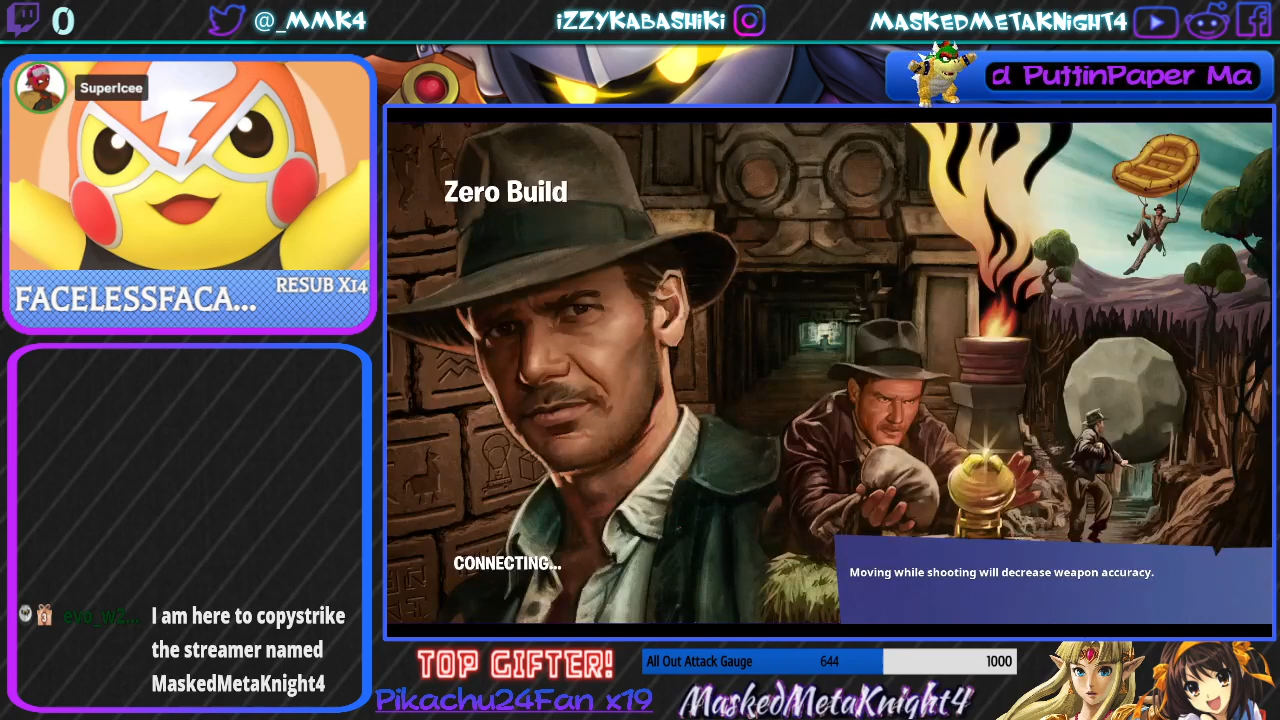 0
@_MMK4
iZZYKABASHiKi
MASKEDMETAKNiGHT4
SuperIcee
d PuttinPaper Ma
FACELESSFACA...
RESUB X14
Zero Build
CONNECTING...
Moving while shooting will decrease weapon accuracy.
evo_w2... I am here to copystrike
the streamer named
MaskedMetaKnight4
TOP GIFTER!
Pikachu24Fan x19
All Out Attack Gauge 644 1000
MaskedMetaKnight4